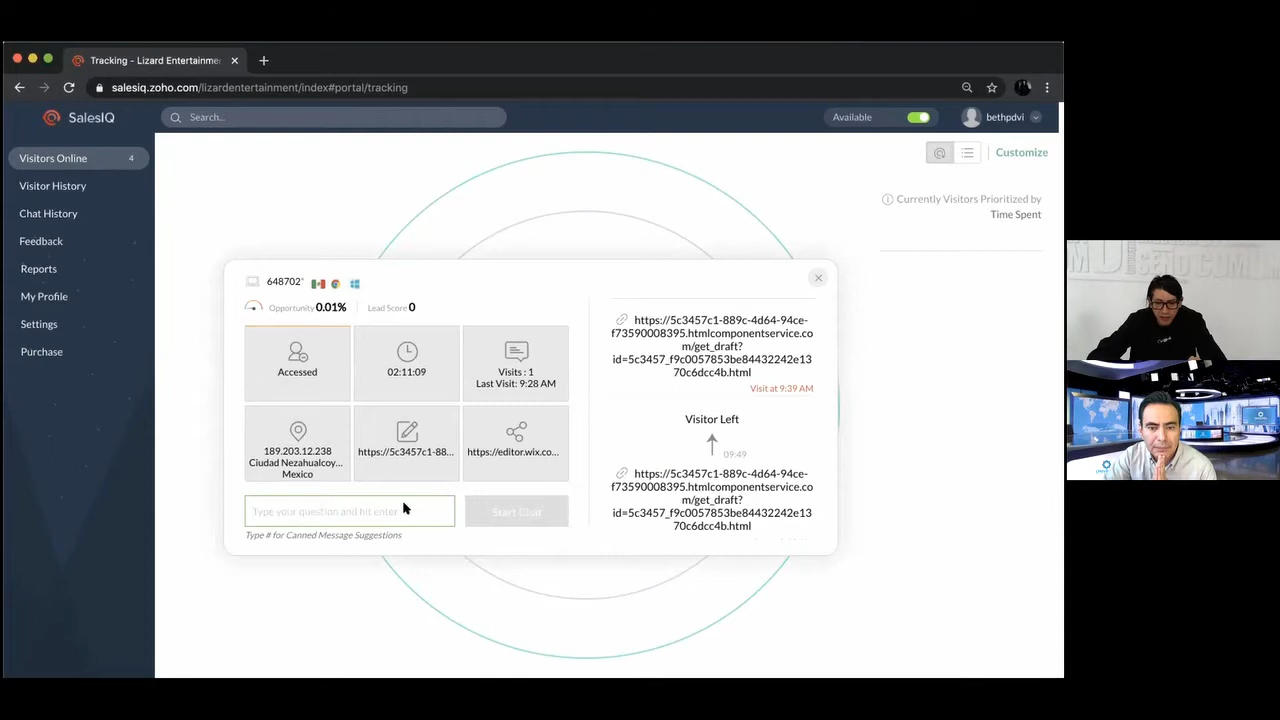 Tracking - Lizard Entertainme
salesiq.zoho.com/lizardentertainment/index#portal/tracking
SalesIQ
Search...
Available
bethpdvi
Visitors Online 4
Visitor History
Chat History
Feedback
Reports
My Profile
Settings
Purchase
Customize
Currently Visitors Prioritized by
Time Spent
648702*
Opportunity 0.01%
Lead Score 0
Accessed
02:11:09
Visits : 1
Last Visit: 9:28 AM
189.203.12.238
Ciudad Nezahualcoy...
Mexico
https://5c3457c1-88...
https://editor.wix.co...
Type your question and hit enter
Start Chat
Type # for Canned Message Suggestions
https://5c3457c1-889c-4d64-94ce-
f73590008395.htmlcomponentservice.co
m/get_draft?
id=5c3457_f9c0057853be84432242e13
70c6dcc4b.html
Visit at 9:39 AM
Visitor Left
09:49
https://5c3457c1-889c-4d64-94ce-
f73590008395.htmlcomponentservice.co
m/get_draft?
id=5c3457_f9c0057853be84432242e13
70c6dcc4b.html